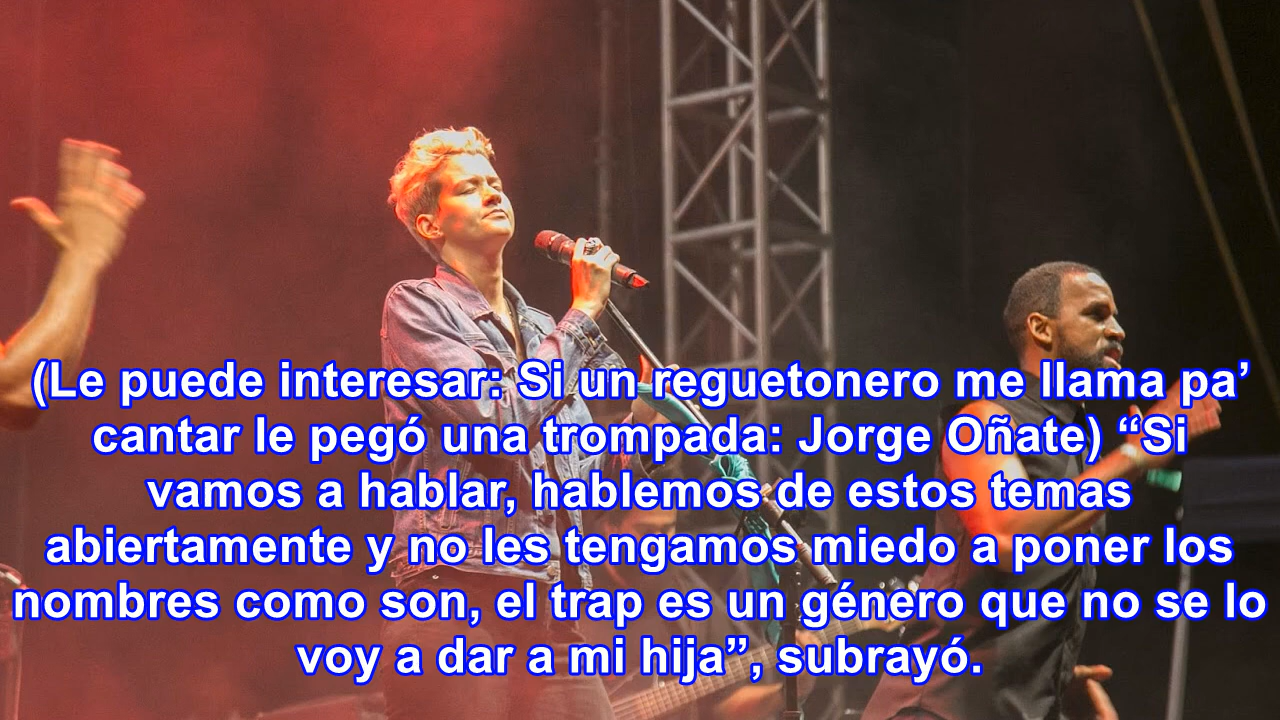 (Le puede interesar: Si un reguetonero me llama pa’
cantar le pegó una trompada: Jorge Oñate) “Si
vamos a hablar, hablemos de estos temas
abiertamente y no les tengamos miedo a poner los
nombres como son, el trap es un género que no se lo
voy a dar a mi hija”, subrayó.